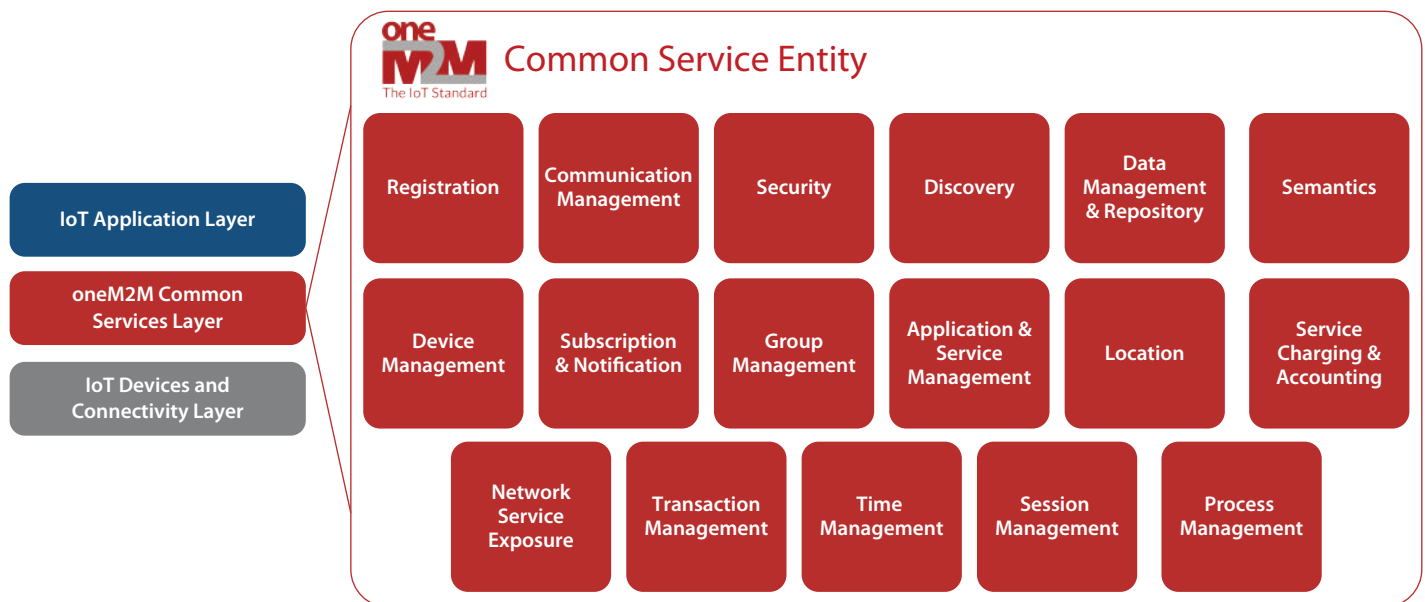 one
M2M
The IoT Standard
Common Service Entity
IoT Application Layer
oneM2M Common
Services Layer
IoT Devices and
Connectivity Layer
Registration
Communication
Management
Security
Discovery
Data
Management
& Repository
Semantics
Device
Management
Subscription
& Notification
Group
Management
Application &
Service
Management
Location
Service
Charging &
Accounting
Network
Service
Exposure
Transaction
Management
Time
Management
Session
Management
Process
Management